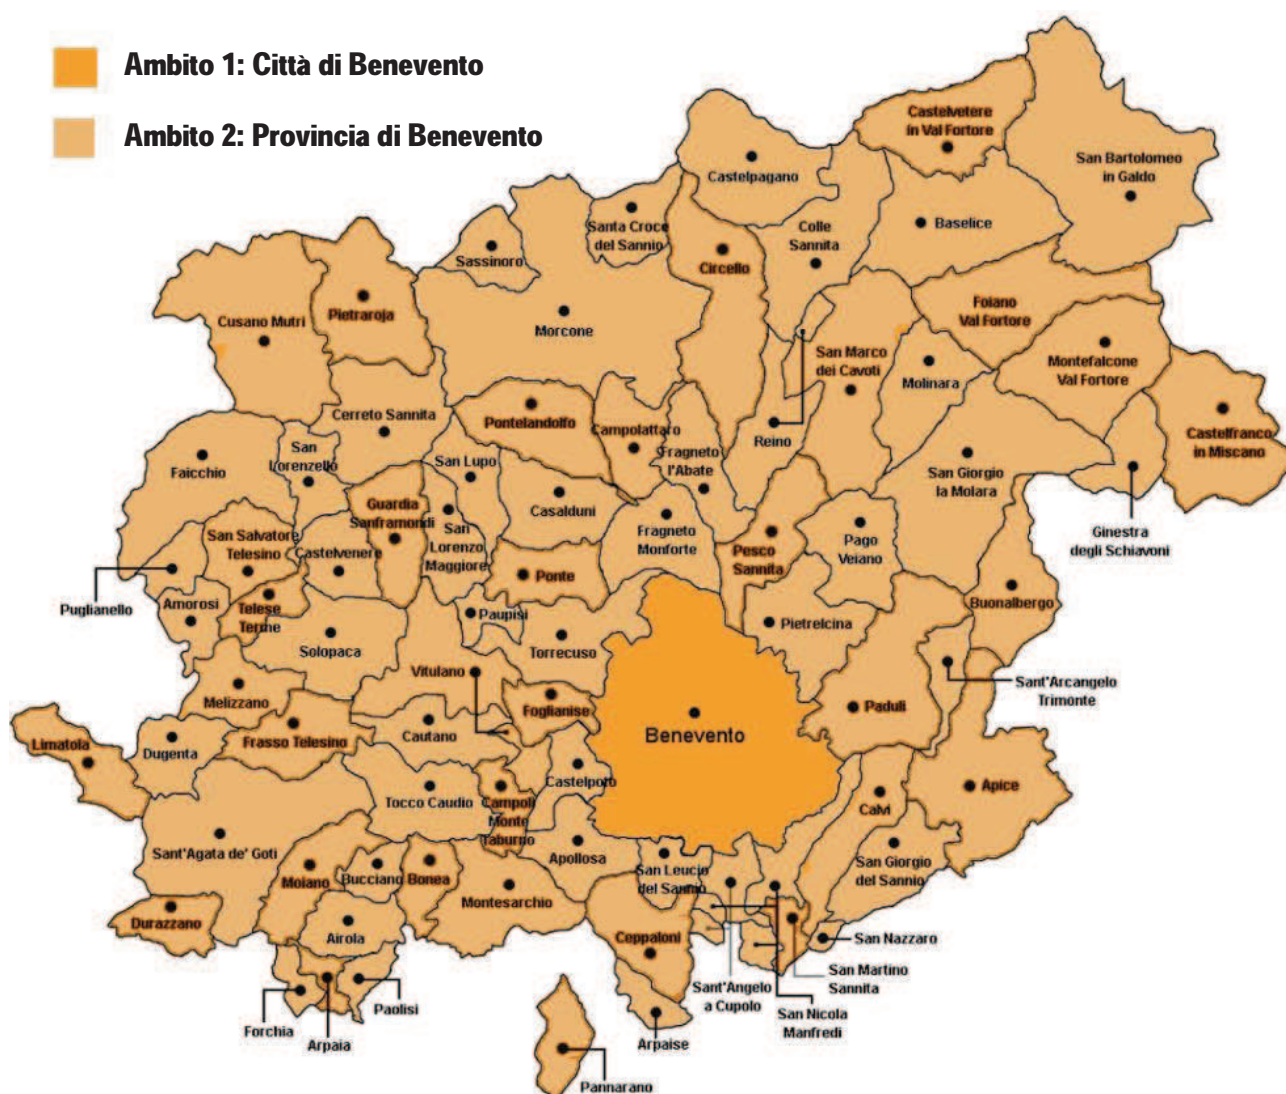 Ambito 1: Città di Benevento
Ambito 2: Provincia di Benevento
Castelvetere
in Val Fortore
San Bartolomeo
in Galdo
Castelpagano
Baselice
Colle
Sannita
Santa Croce
del Sannio
Sassinoro
Circello
Foiano
Val Fortore
Pietraroja
Cusano Mutri
Morcone
San Marco
dei Cavoti
Molinara
Montefalcone
Val Fortore
Cerreto Sannita
Pontelandolfo
Campolattaro
Reino
Castelfranco
in Miscano
San
Lorenzello
Faicchio
San Lupo
Fragneto
l'Abate
San Giorgio
la Molara
Guardia
Sanframondi
Casalduni
Fragneto
Monforte
Ginestra
degli Schiavoni
San Salvatore
Telesino
Castelvenere
San
Lorenzo
Maggiore
Pesco
Sannita
Pago
Veiano
Ponte
Puglianello
Amorosi
Telese
Terme
Paupisi
Pietrelcina
Buonalbergo
Solopaca
Torrecuso
Vitulano
Sant'Arcangelo
Trimonte
Melizzano
Foglianise
Paduli
Limatola
Dugenta
Frasso Telesino
Cautano
Benevento
Castelpoto
Tocco Caudio
Campoli
Monte
Taburno
Calvi
Apice
Sant'Agata de' Goti
Moiano
Bucciano
Bonea
Apollosa
San Leucio
del Sannio
San Giorgio
del Sannio
Montesarchio
Durazzano
Airola
Ceppaloni
San Nazzaro
San Martino
Sannita
Sant'Angelo
a Cupolo
San Nicola
Manfredi
Paolisi
Forchia
Arpaia
Arpaise
Pannarano